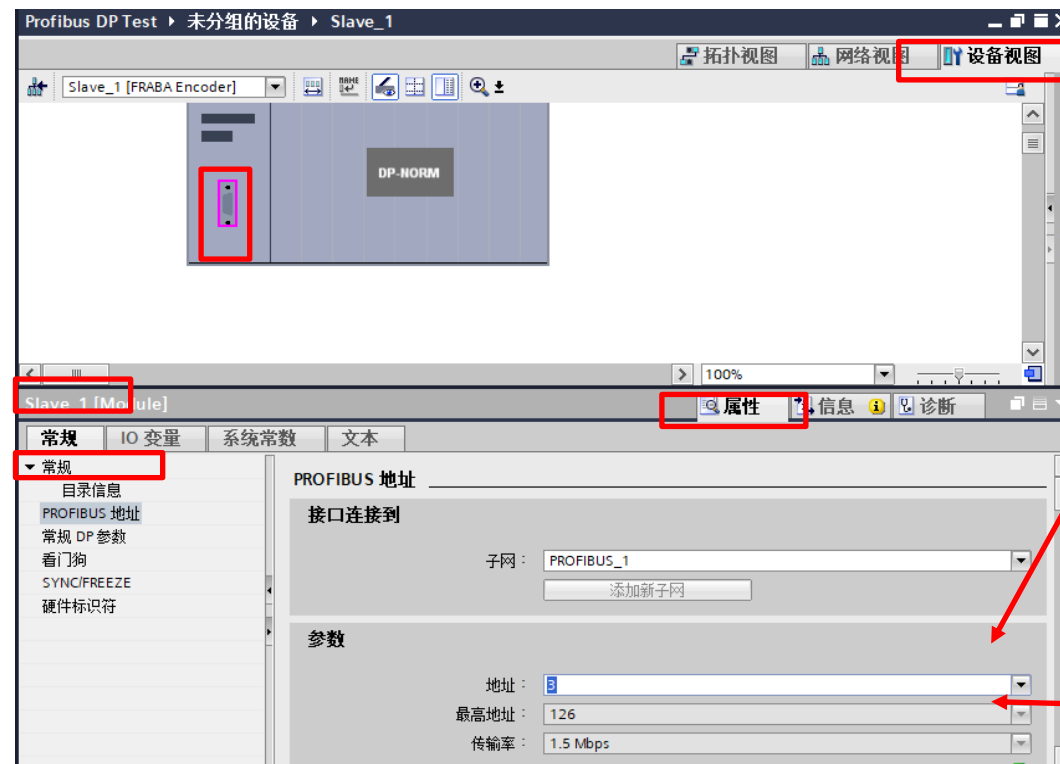 Profibus DP Test ▸ 未分组的设备 ▸ Slave_1
拓扑视图 网络视图 设备视图
Slave_1 [FRABA Encoder]
DP-NORM
100%
Slave_1 [Module]
属性 信息 诊断
常规 IO 变量 系统常数 文本
常规
目录信息
PROFIBUS 地址
常规 DP 参数
看门狗
SYNC/FREEZE
硬件标识符
PROFIBUS 地址
接口连接到
子网： PROFIBUS_1
添加新子网
参数
地址： 3
最高地址： 126
传输率： 1.5 Mbps